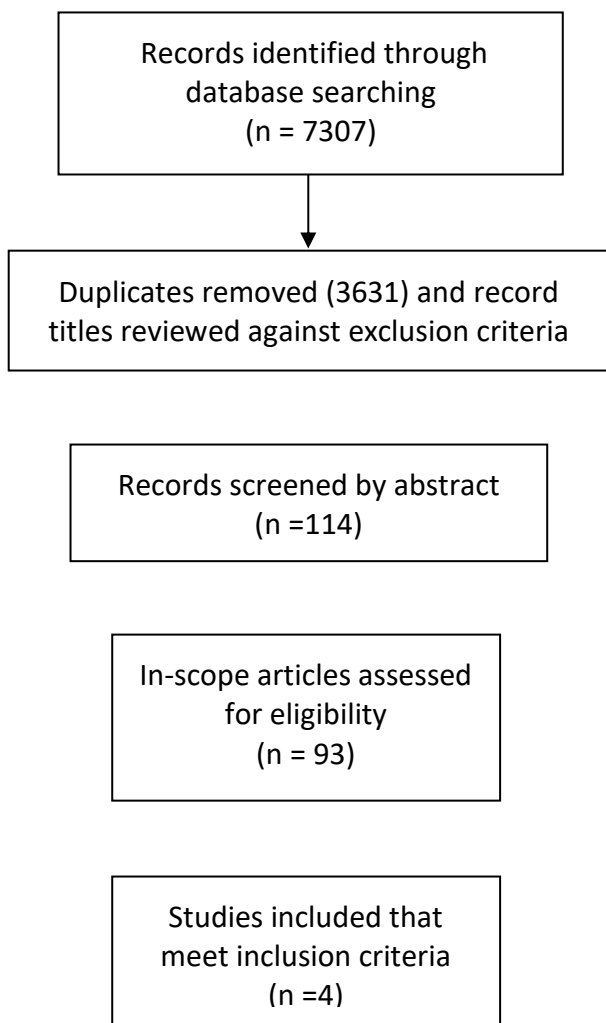 Records identified through
database searching
(n = 7307)
Duplicates removed (3631) and record
titles reviewed against exclusion criteria
Records screened by abstract
(n =114)
In-scope articles assessed
for eligibility
(n = 93)
Studies included that
meet inclusion criteria
(n =4)